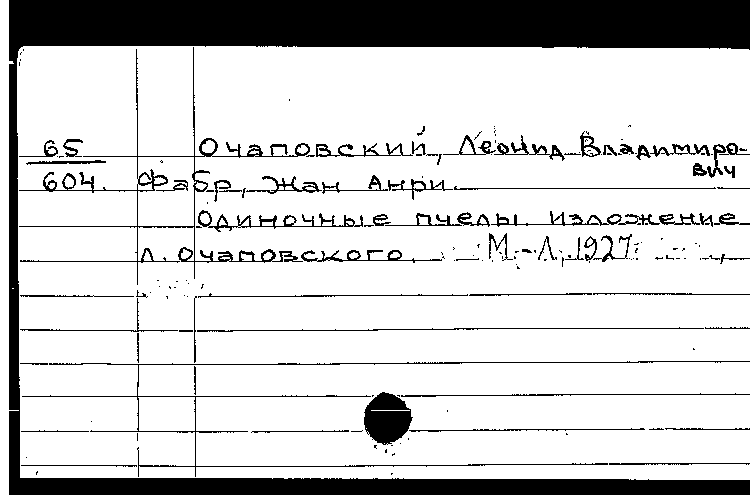 65 Очаповский, Леонид Владимиро-
вич
604. Фабр, Жан Анри.
Одиночные пчелы. изложение
Л. Очаповского. М.-Л., 1927